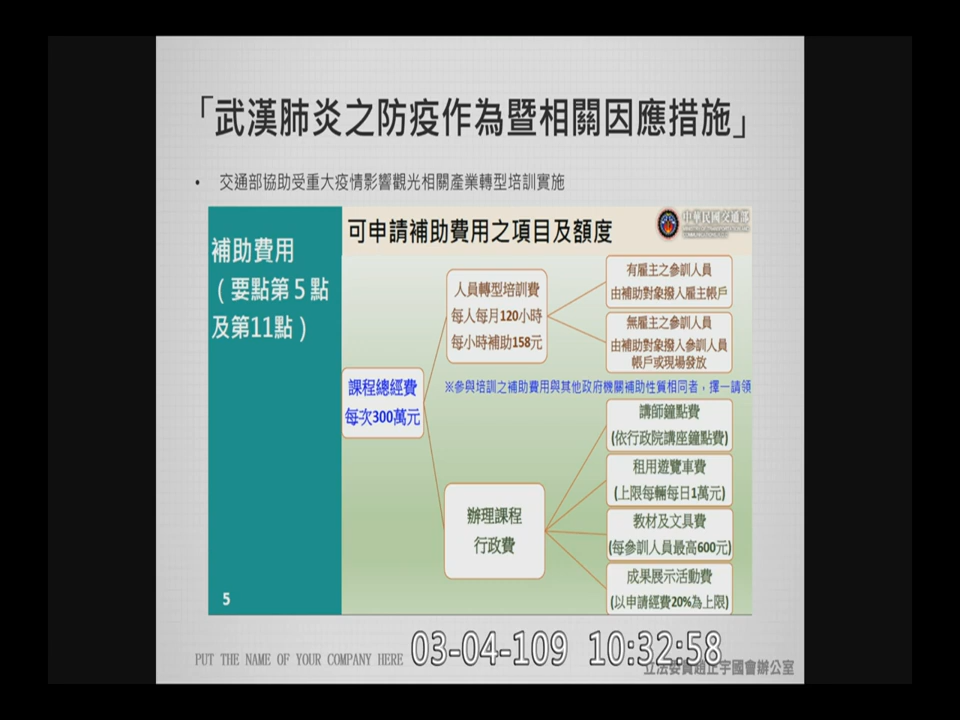 「武漢肺炎之防疫作為暨相關因應措施」
• 交通部協助受重大疫情影響觀光相關產業轉型培訓實施
補助費用
（要點第５點
及第11點）
5
可申請補助費用之項目及額度
中華民國交通部
課程總經費
每次300萬元
人員轉型培訓費
每人每月120小時
每小時補助158元
有雇主之參訓人員
由補助對象撥入雇主帳戶
無雇主之參訓人員
由補助對象撥入參訓人員
帳戶或現場發放
※參與培訓之補助費用與其他政府機關補助性質相同者，擇一請領
辦理課程
行政費
講師鐘點費
(依行政院講座鐘點費)
租用遊覽車費
(上限每輛每日1萬元)
教材及文具費
(每參訓人員最高600元)
成果展示活動費
(以申請經費20%為上限)
PUT THE NAME OF YOUR COMPANY HERE
03-04-109 10:32:58
立法委員趙正宇國會辦公室